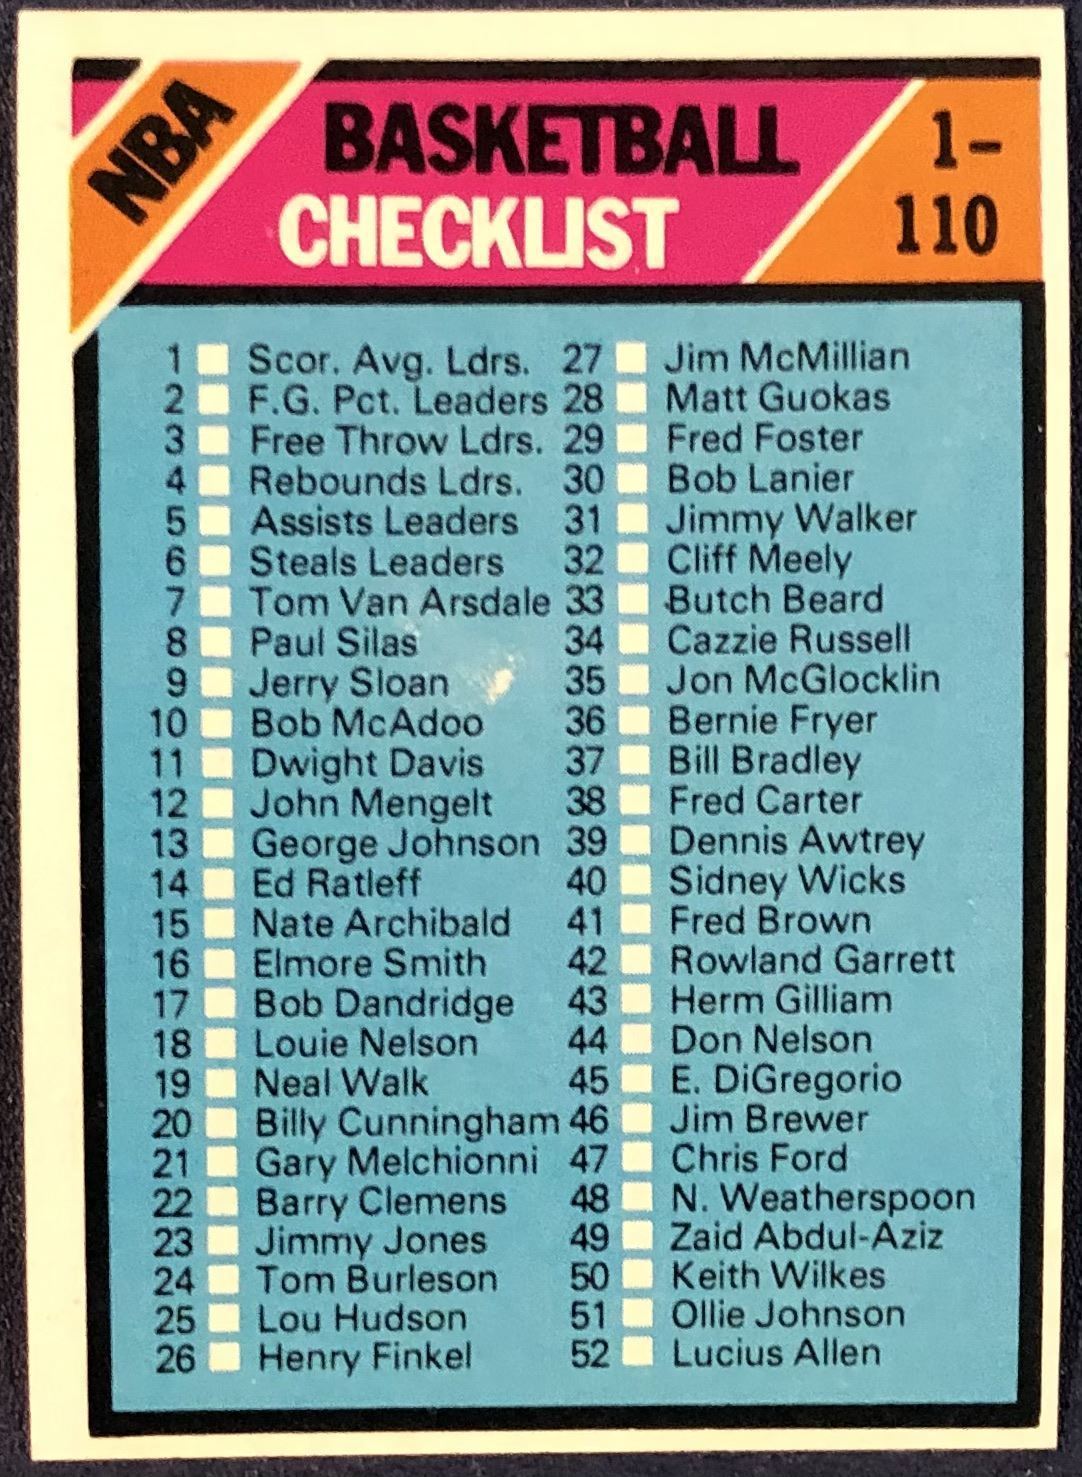 NBA
BASKETBALL
CHECKLIST
1-
110
1 Scor. Avg. Ldrs.
2 F.G. Pct. Leaders
3 Free Throw Ldrs.
4 Rebounds Ldrs.
5 Assists Leaders
6 Steals Leaders
7 Tom Van Arsdale
8 Paul Silas
9 Jerry Sloan
10 Bob McAdoo
11 Dwight Davis
12 John Mengelt
13 George Johnson
14 Ed Ratleff
15 Nate Archibald
16 Elmore Smith
17 Bob Dandridge
18 Louie Nelson
19 Neal Walk
20 Billy Cunningham
21 Gary Melchionni
22 Barry Clemens
23 Jimmy Jones
24 Tom Burleson
25 Lou Hudson
26 Henry Finkel
27 Jim McMillian
28 Matt Guokas
29 Fred Foster
30 Bob Lanier
31 Jimmy Walker
32 Cliff Meely
33 Butch Beard
34 Cazzie Russell
35 Jon McGlocklin
36 Bernie Fryer
37 Bill Bradley
38 Fred Carter
39 Dennis Awtrey
40 Sidney Wicks
41 Fred Brown
42 Rowland Garrett
43 Herm Gilliam
44 Don Nelson
45 E. DiGregorio
46 Jim Brewer
47 Chris Ford
48 N. Weatherspoon
49 Zaid Abdul-Aziz
50 Keith Wilkes
51 Ollie Johnson
52 Lucius Allen